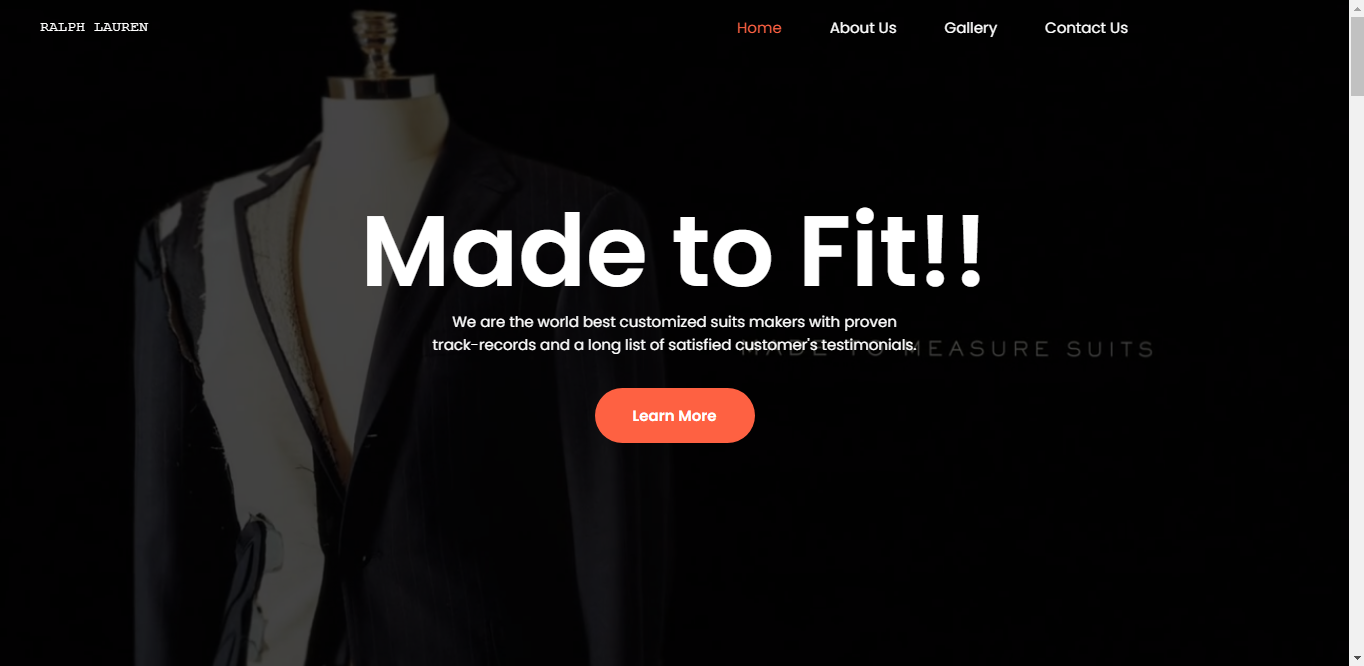 RALPH LAUREN
Home About Us Gallery Contact Us
Made to Fit!!
We are the world best customized suits makers with proven
track-records and a long list of satisfied customer's testimonials.
MADE TO MEASURE SUITS
Learn More